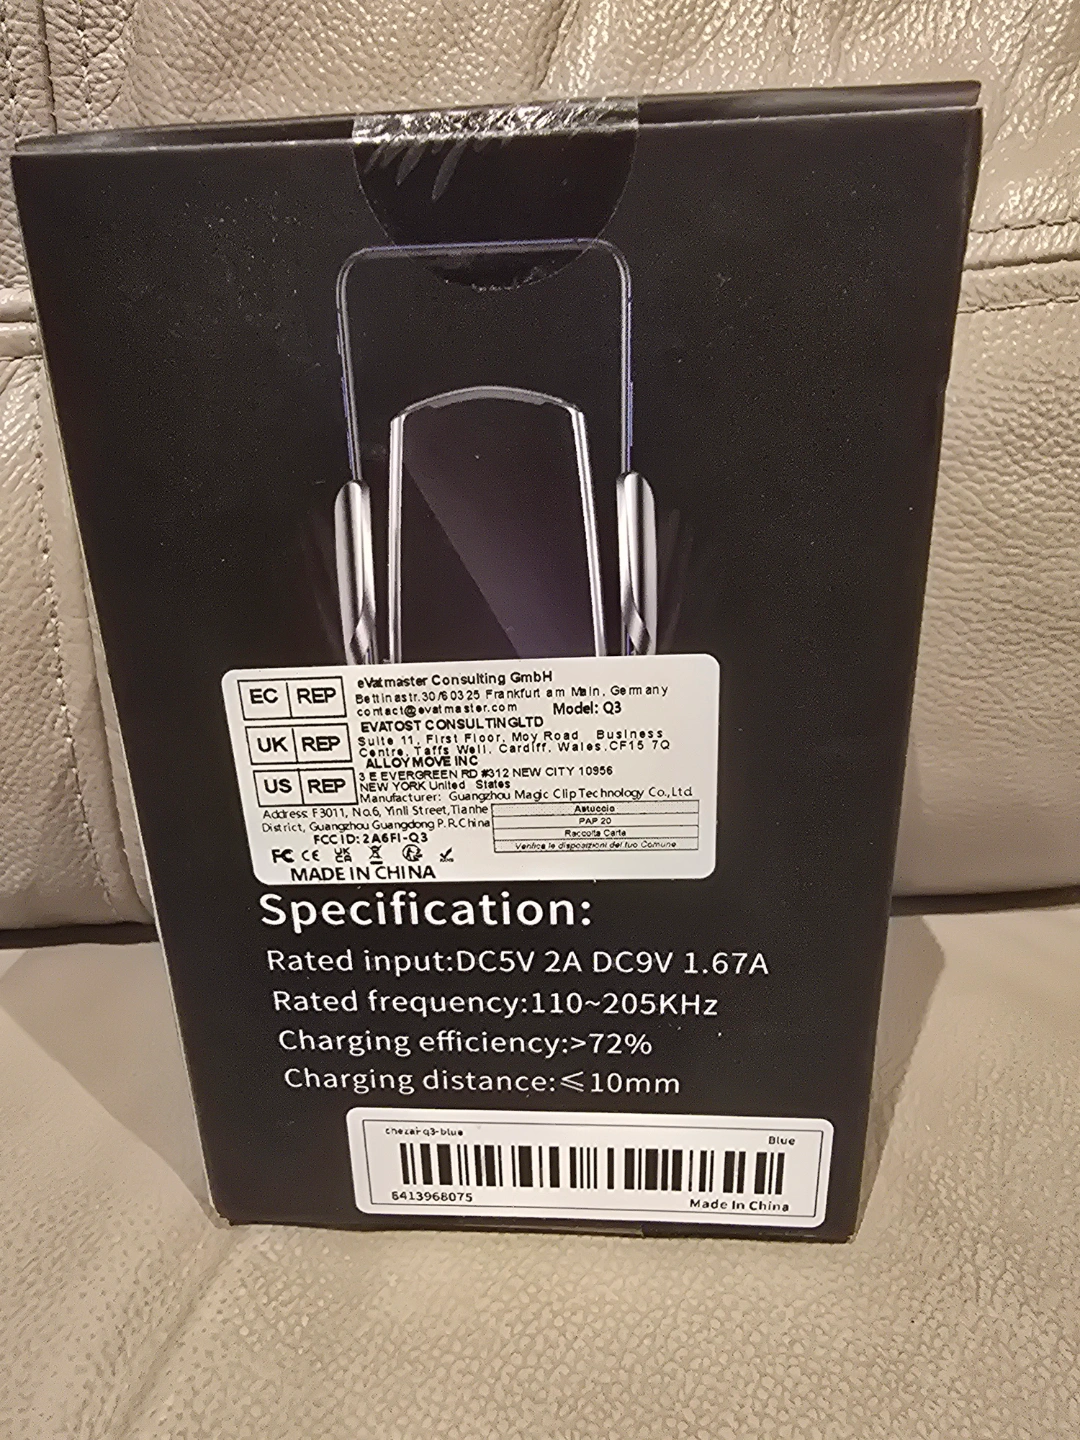 EC REP
eVatmaster Consulting GmbH
Bettinastr.30/60325 Frankfurt am Main, Germany
contact@evatmaster.com Model: Q3
UK REP
EVATOST CONSULTINGLTD
Suite 11, First Floor, Moy Road Business
Centre, Taffs Well, Cardiff, Wales,CF15 7Q
US REP
ALLOYMOVE INC
3 E EVERGREEN RD #312 NEW CITY 10956
NEW YORK United States
Manufacturer: Guangzhou Magic Clip Technology Co.,Ltd
Address: F3011, No.6, Yinli Street,Tianhe
District, Guangzhou Guangdong P.R.China
FCC ID: 2A6FI-Q3
Astuccio
PAP 20
Raccolta Carta
Verifica le disposizioni del tuo Comune
FC CE UKCA
MADE IN CHINA
Specification:
Rated input:DC5V 2A DC9V 1.67A
Rated frequency:110~205KHz
Charging efficiency:>72%
Charging distance:≤10mm
chezai-q3-blue
Blue
6413968075
Made In China